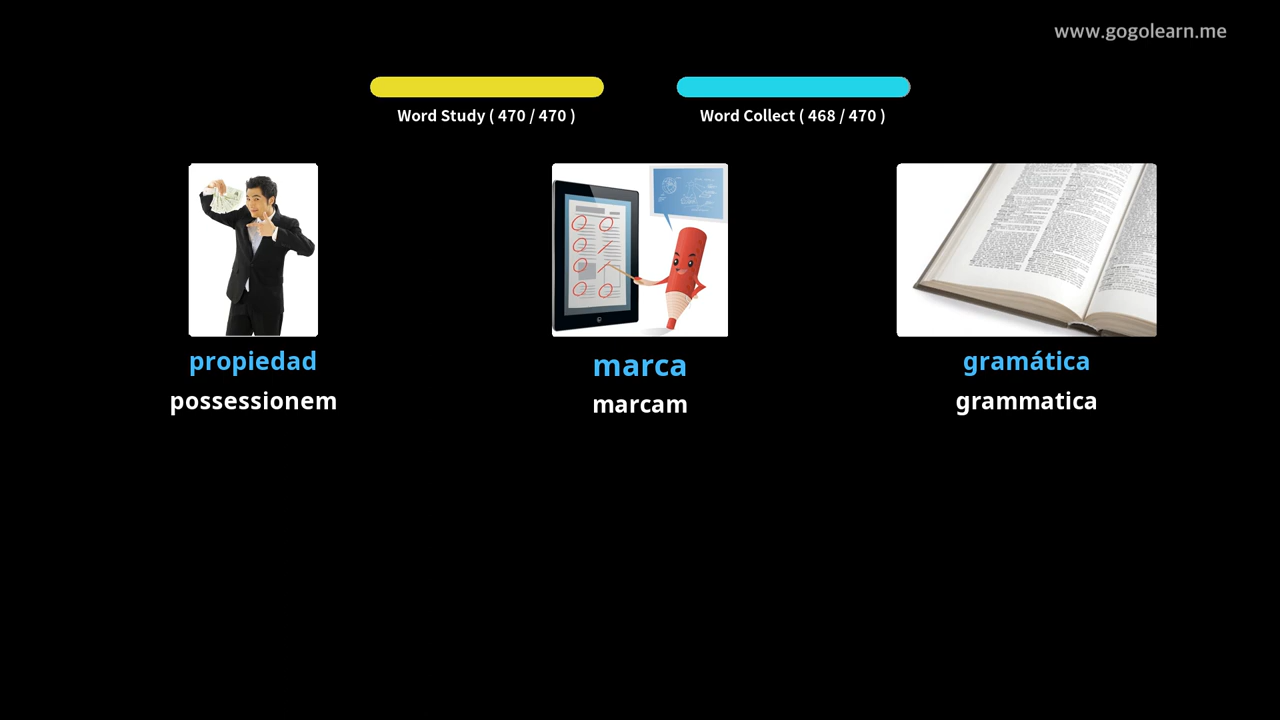 www.gogolearn.me
Word Study ( 470 / 470 )
Word Collect ( 468 / 470 )
propiedad
possessionem
marca
marcam
gramática
grammatica